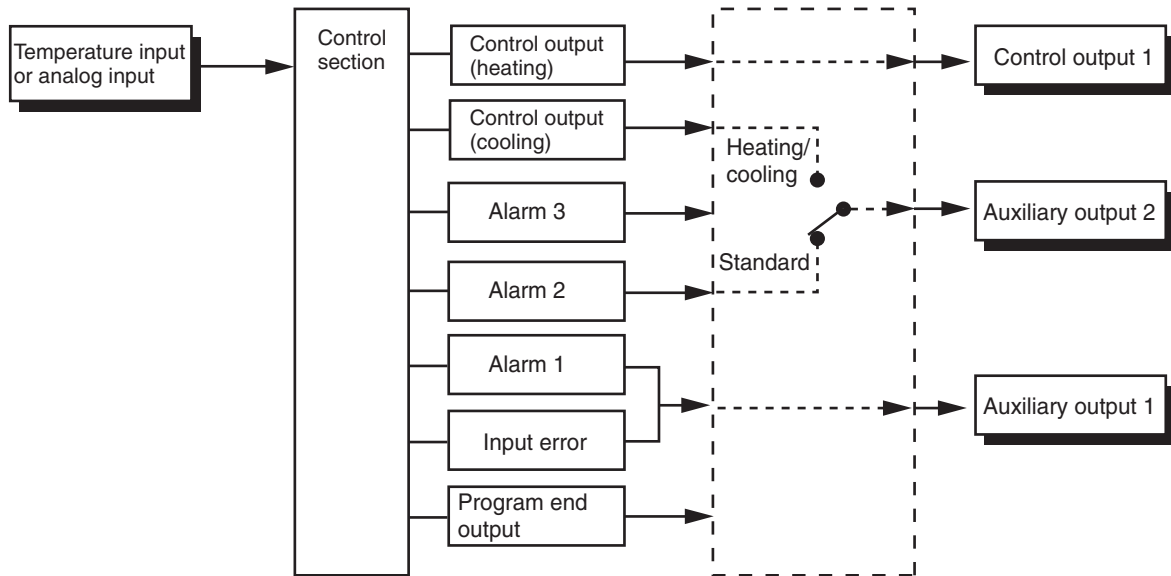 Temperature input
or analog input
Control
section
Control output
(heating)
Control output
(cooling)
Alarm 3
Alarm 2
Alarm 1
Input error
Program end
output
Heating/
cooling
Standard
Control output 1
Auxiliary output 2
Auxiliary output 1